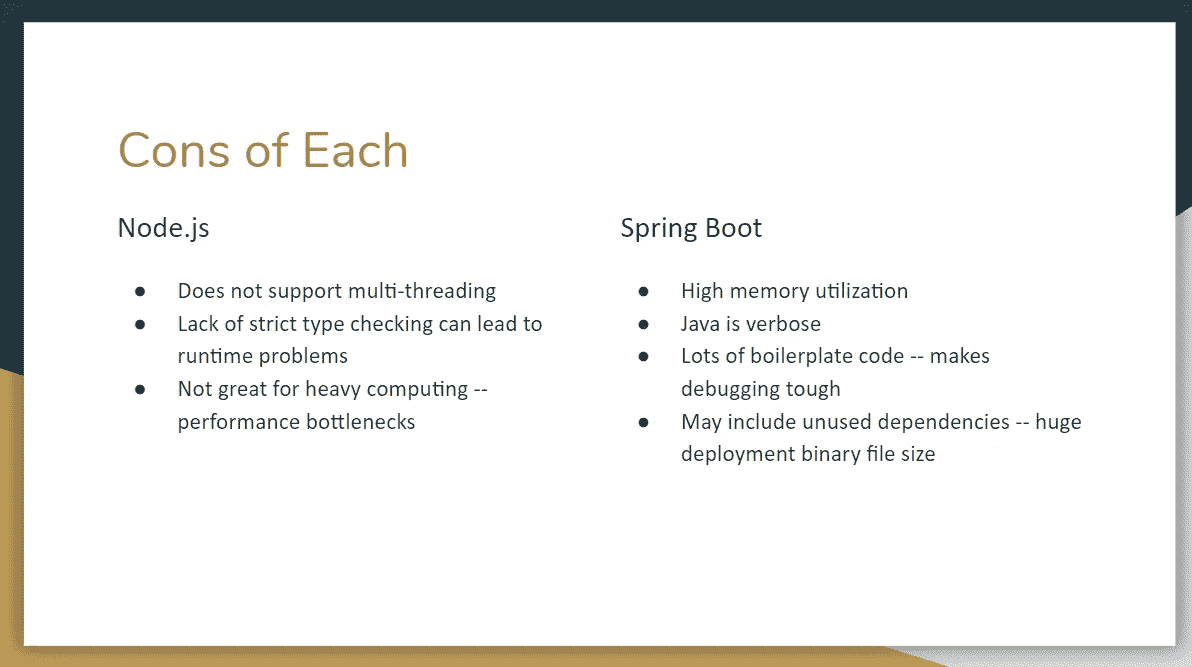 Cons of Each
Node.js
● Does not support multi-threading
● Lack of strict type checking can lead to
runtime problems
● Not great for heavy computing --
performance bottlenecks
Spring Boot
● High memory utilization
● Java is verbose
● Lots of boilerplate code -- makes
debugging tough
● May include unused dependencies -- huge
deployment binary file size